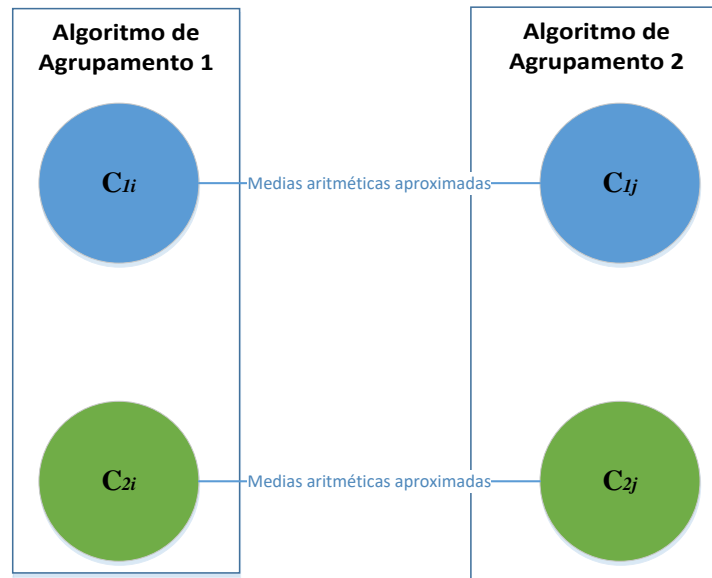 Algoritmo de
Agrupamento 1
Algoritmo de
Agrupamento 2
C1i
Medias aritméticas aproximadas
C1j
C2i
Medias aritméticas aproximadas
C2j